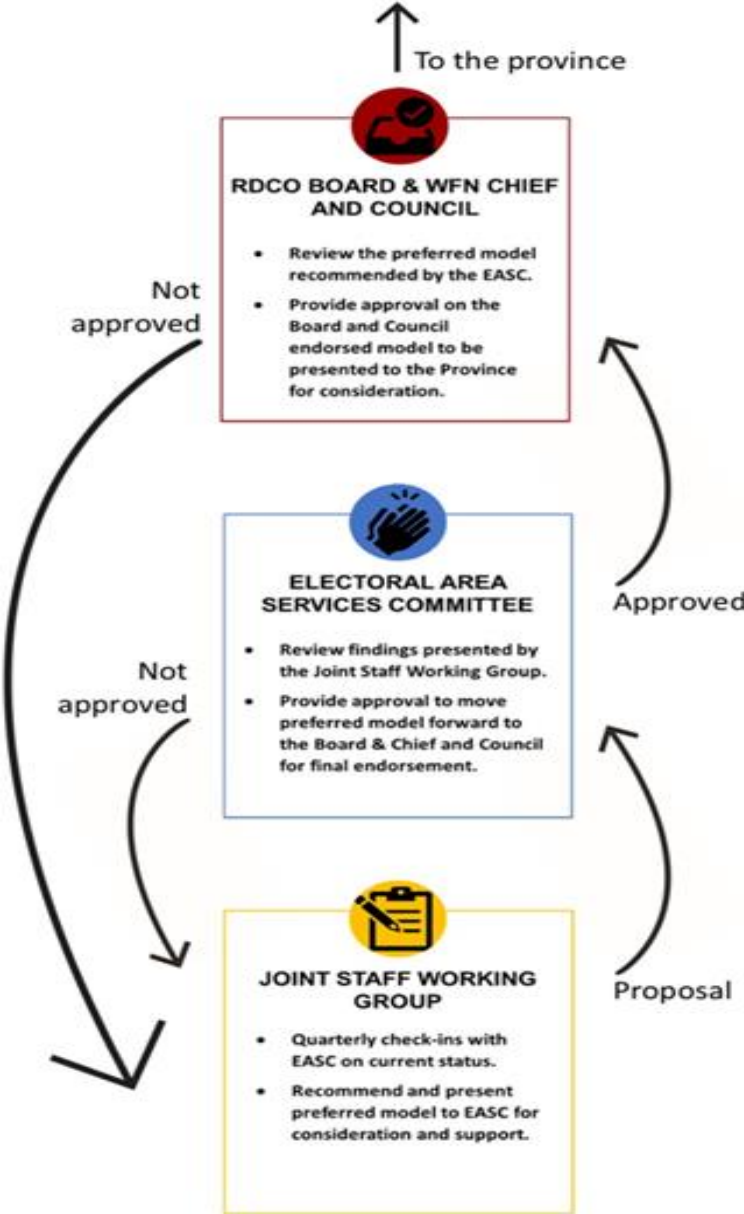 To the province
RDCO BOARD & WFN CHIEF
AND COUNCIL
• Review the preferred model
recommended by the EASC.
• Provide approval on the
Board and Council
endorsed model to be
presented to the Province
for consideration.
Not
approved
Approved
ELECTORAL AREA
SERVICES COMMITTEE
• Review findings presented by
the Joint Staff Working Group.
• Provide approval to move
preferred model forward to
the Board & Chief and Council
for final endorsement.
Not
approved
Proposal
JOINT STAFF WORKING
GROUP
• Quarterly check-ins with
EASC on current status.
• Recommend and present
preferred model to EASC for
consideration and support.